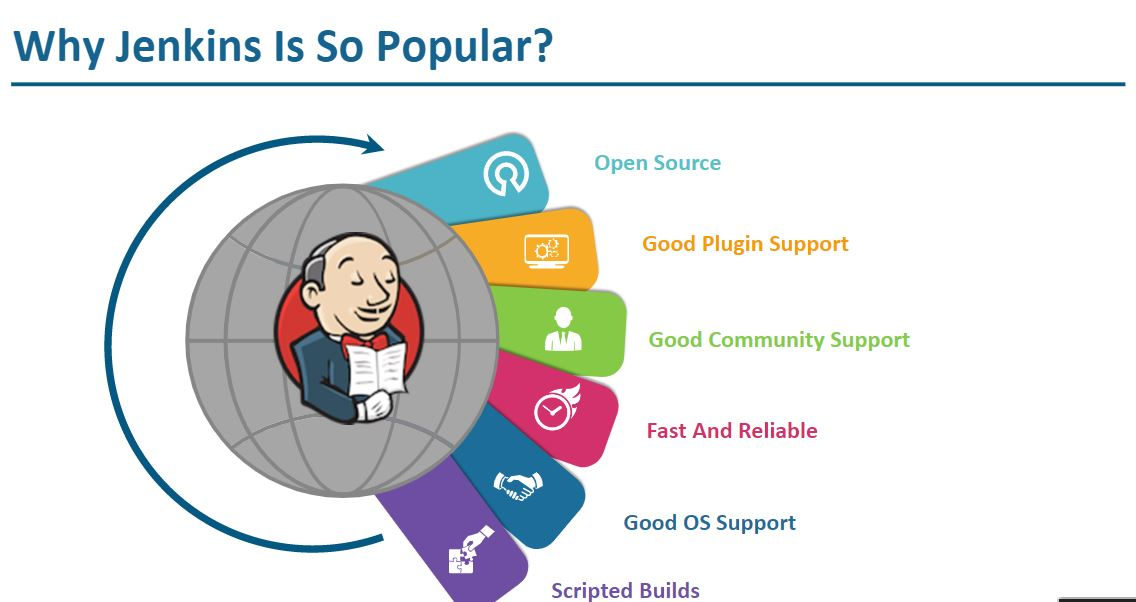 Why Jenkins Is So Popular?
Open Source
Good Plugin Support
Good Community Support
Fast And Reliable
Good OS Support
Scripted Builds